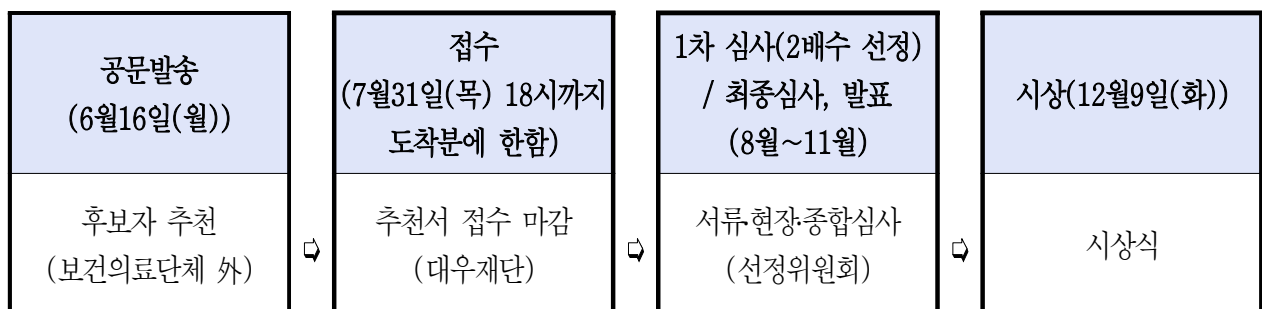 공문발송
(6월16일(월))
후보자 추천
(보건의료단체 外)
⇨
접수
(7월31일(목) 18시까지
도착분에 한함)
추천서 접수 마감
(대우재단)
⇨
1차 심사(2배수 선정)
/ 최종심사, 발표
(8월~11월)
서류·현장·종합심사
(선정위원회)
⇨
시상(12월9일(화))
시상식